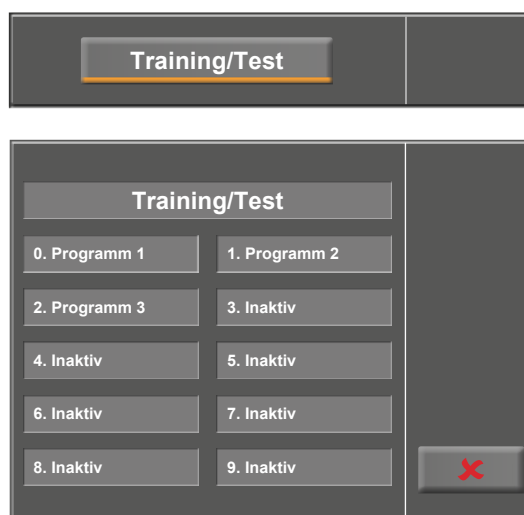 Training/Test
Training/Test
0. Programm 1
1. Programm 2
2. Programm 3
3. Inaktiv
4. Inaktiv
5. Inaktiv
6. Inaktiv
7. Inaktiv
8. Inaktiv
9. Inaktiv